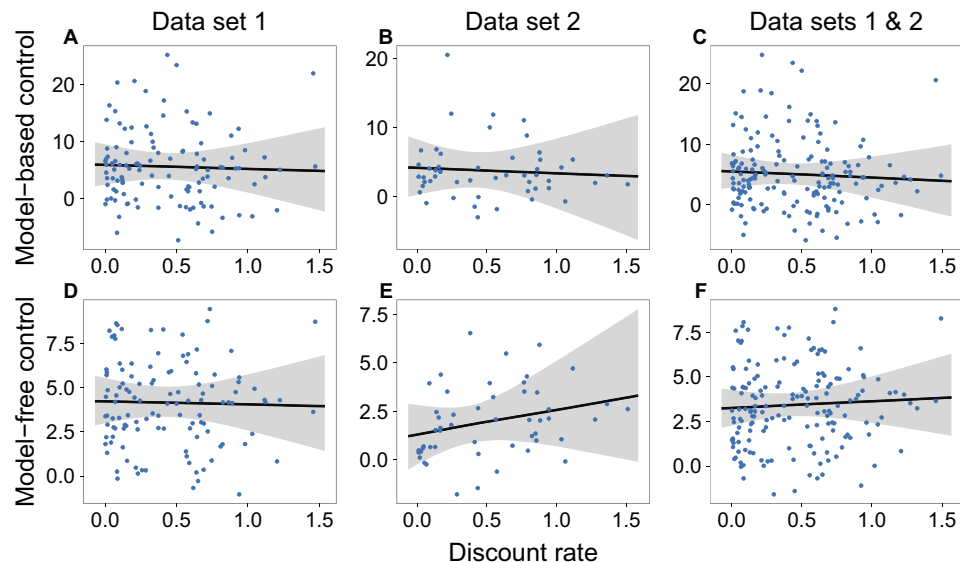 Data set 1
Data set 2
Data sets 1 & 2
A
B
C
Model-based control
20
10
0
20
10
0
20
10
0
0.0 0.5 1.0 1.5
0.0 0.5 1.0 1.5
0.0 0.5 1.0 1.5
D
E
F
Model-free control
7.5
5.0
2.5
0.0
7.5
5.0
2.5
0.0
7.5
5.0
2.5
0.0
0.0 0.5 1.0 1.5
0.0 0.5 1.0 1.5
0.0 0.5 1.0 1.5
Discount rate